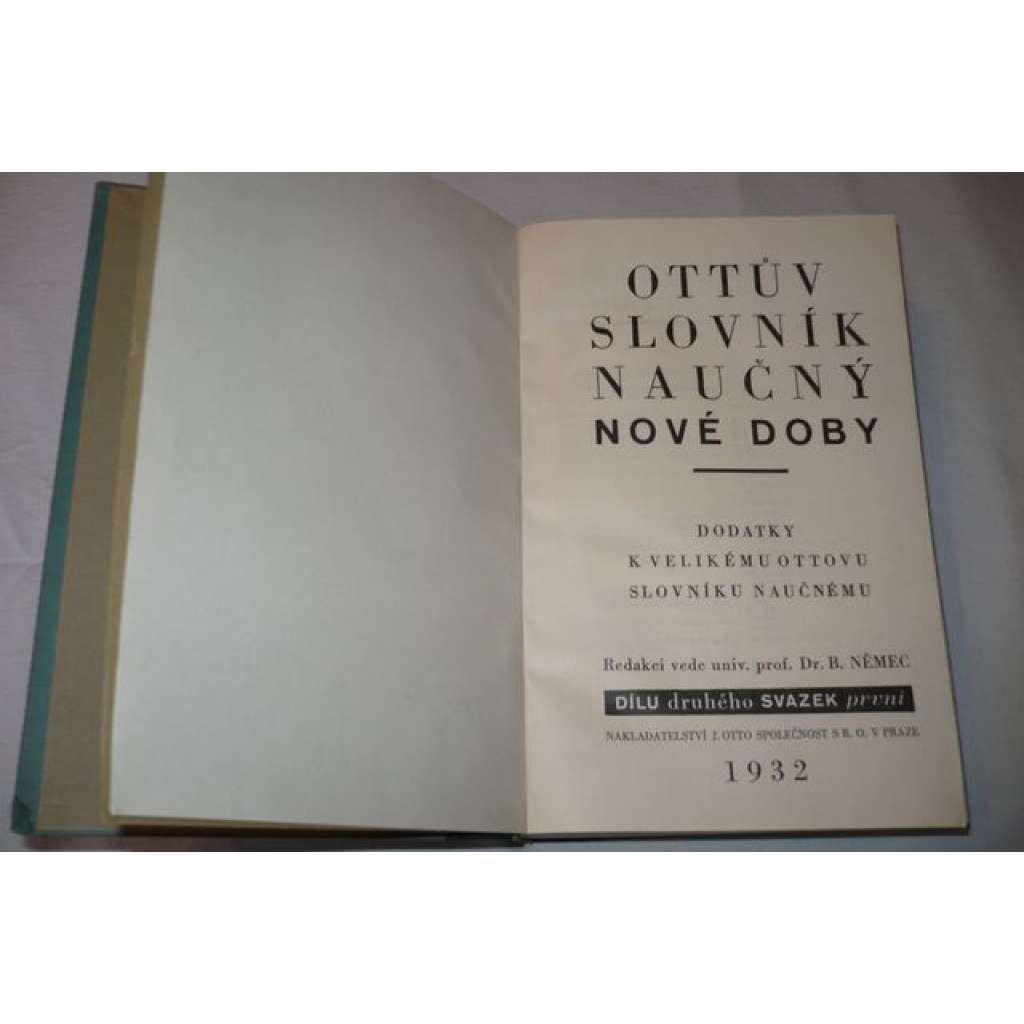 OTTŮV
SLOVNÍK
NAUČNÝ
NOVÉ DOBY
DODATKY
K VELIKÉMU OTTOVU
SLOVNÍKU NAUČNÉMU
Redakci vede univ. prof. Dr. B. NĚMEC
DÍLU druhého SVAZEK první
NAKLADATELSTVÍ J. OTTO SPOLEČNOST S R. O. V PRAZE
1932